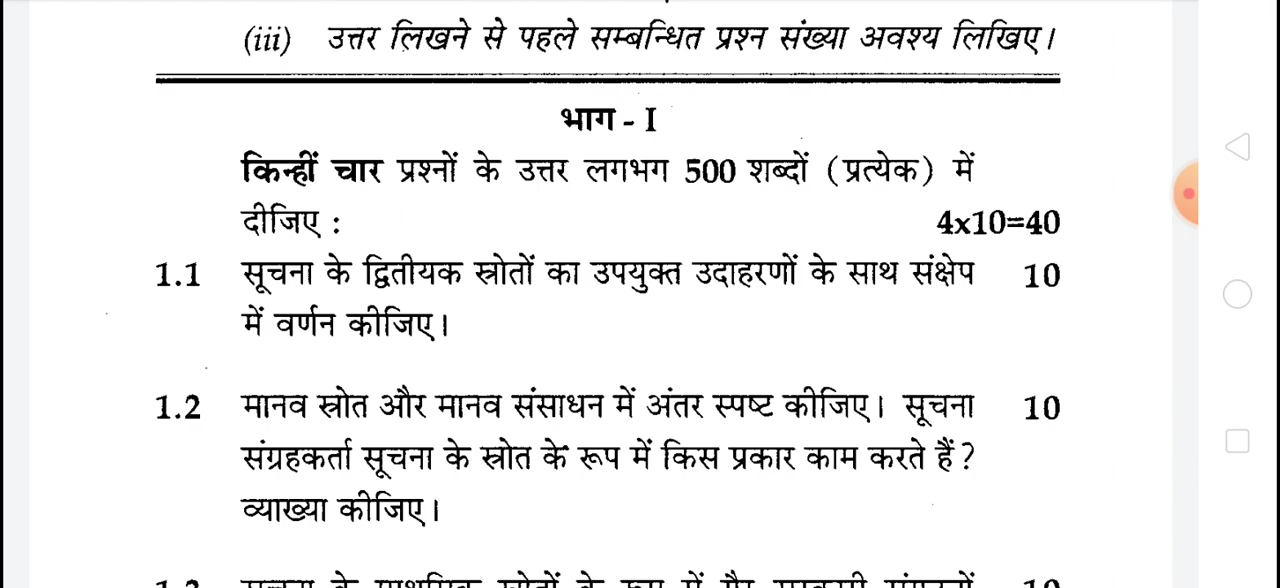 (iii) उत्तर लिखने से पहले सम्बन्धित प्रश्न संख्या अवश्य लिखिए।
भाग - I
किन्हीं चार प्रश्नों के उत्तर लगभग 500 शब्दों (प्रत्येक) में
दीजिए : 4x10=40
1.1 सूचना के द्वितीयक स्रोतों का उपयुक्त उदाहरणों के साथ संक्षेप 10
में वर्णन कीजिए।
1.2 मानव स्रोत और मानव संसाधन में अंतर स्पष्ट कीजिए। सूचना 10
संग्रहकर्ता सूचना के स्रोत के रूप में किस प्रकार काम करते हैं?
व्याख्या कीजिए।